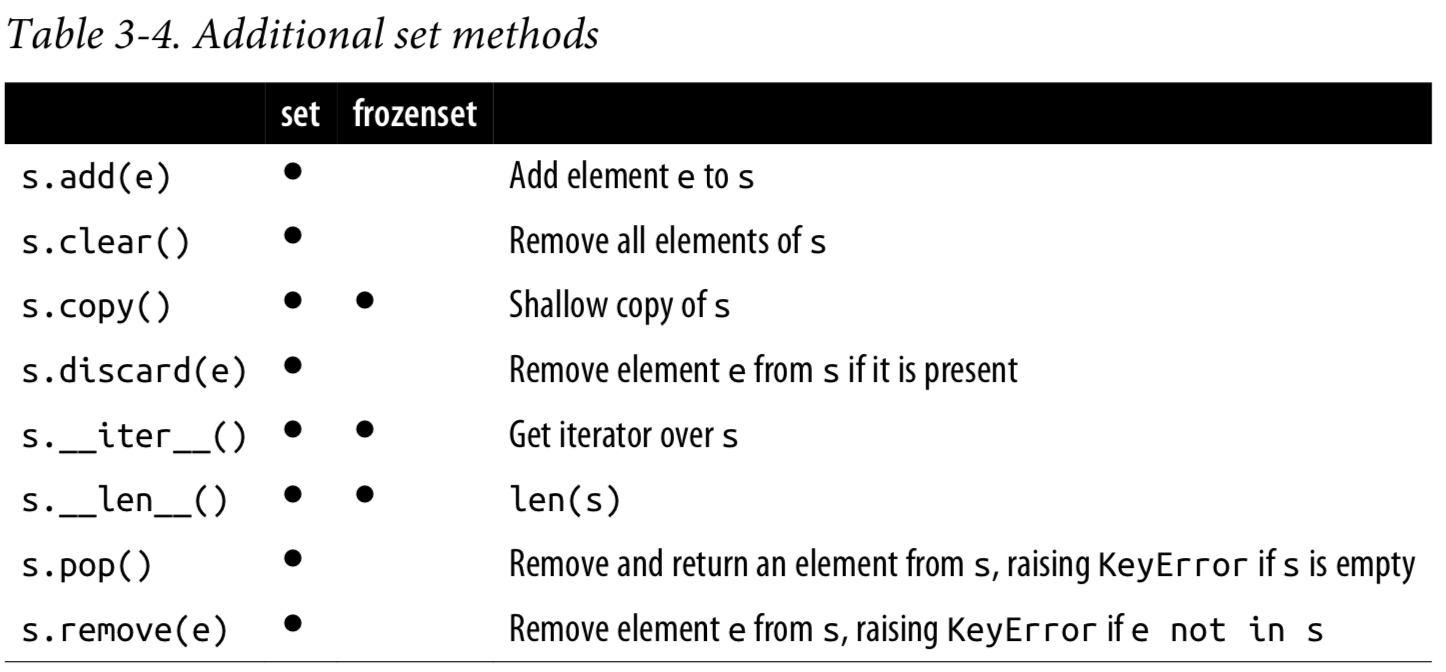 Table 3-4. Additional set methods
set frozenset
s.add(e) ● Add element e to s
s.clear() ● Remove all elements of s
s.copy() ● ● Shallow copy of s
s.discard(e) ● Remove element e from s if it is present
s.__iter__() ● ● Get iterator over s
s.__len__() ● ● len(s)
s.pop() ● Remove and return an element from s, raising KeyError if s is empty
s.remove(e) ● Remove element e from s, raising KeyError if e not in s